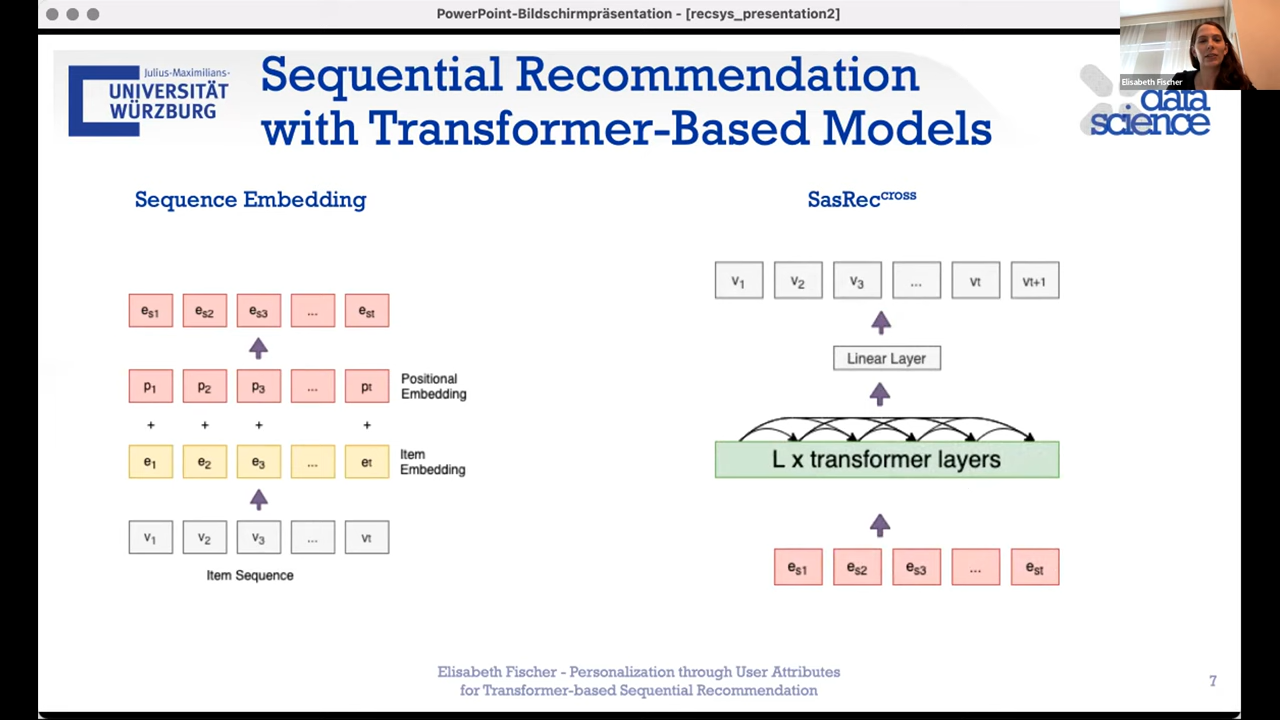 PowerPoint-Bildschirmpräsentation - [recsys_presentation2]
Elisabeth Fischer
Julius-Maximilians-
UNIVERSITÄT
WÜRZBURG
data
science
Sequential Recommendation
with Transformer-Based Models
Sequence Embedding
es1 es2 es3 ... est
p1 p2 p3 ... pt
Positional
Embedding
+ + + +
e1 e2 e3 ... et
Item
Embedding
v1 v2 v3 ... vt
Item Sequence
SasRec^cross
v1 v2 v3 ... vt vt+1
Linear Layer
L x transformer layers
es1 es2 es3 ... est
Elisabeth Fischer - Personalization through User Attributes
for Transformer-based Sequential Recommendation
7